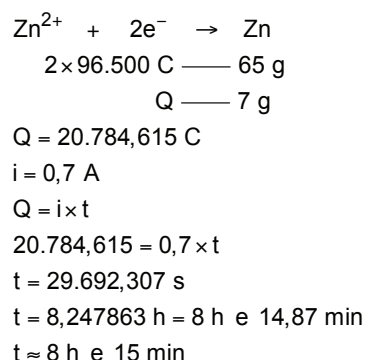 Zn²⁺ + 2e⁻ → Zn
2×96.500 C —— 65 g
Q —— 7 g
Q = 20.784,615 C
i = 0,7 A
Q = i×t
20.784,615 = 0,7×t
t = 29.692,307 s
t = 8,247863 h = 8 h e 14,87 min
t ≈ 8 h e 15 min